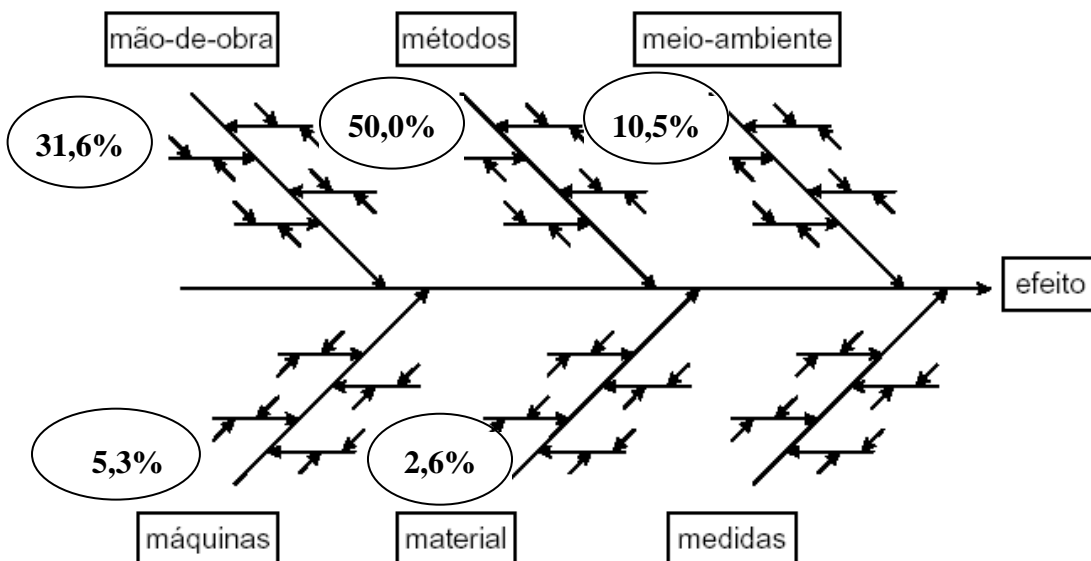 mão-de-obra
métodos
meio-ambiente
31,6%
50,0%
10,5%
efeito
5,3%
2,6%
máquinas
material
medidas